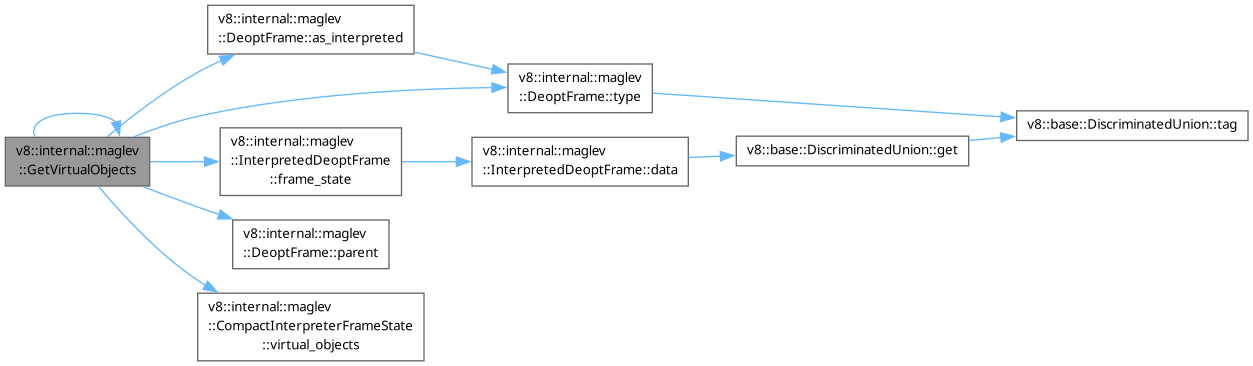 v8::internal::maglev
::DeoptFrame::as_interpreted
v8::internal::maglev
::DeoptFrame::type
v8::base::DiscriminatedUnion::tag
v8::internal::maglev
::GetVirtualObjects
v8::internal::maglev
::InterpretedDeoptFrame
::frame_state
v8::internal::maglev
::InterpretedDeoptFrame::data
v8::base::DiscriminatedUnion::get
v8::internal::maglev
::DeoptFrame::parent
v8::internal::maglev
::CompactInterpreterFrameState
::virtual_objects